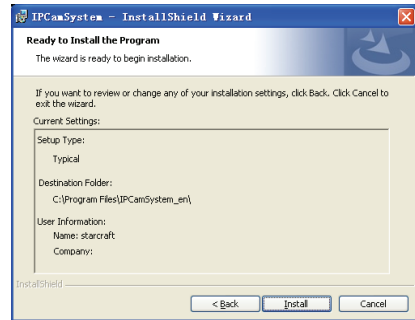 IPCamSystem - InstallShield Wizard
Ready to Install the Program
The wizard is ready to begin installation.
If you want to review or change any of your installation settings, click Back. Click Cancel to
exit the wizard.
Current Settings:
Setup Type:
Typical
Destination Folder:
C:\Program Files\IPCamSystem_en\
User Information:
Name: starcraft
Company:
InstallShield
< Back Install Cancel